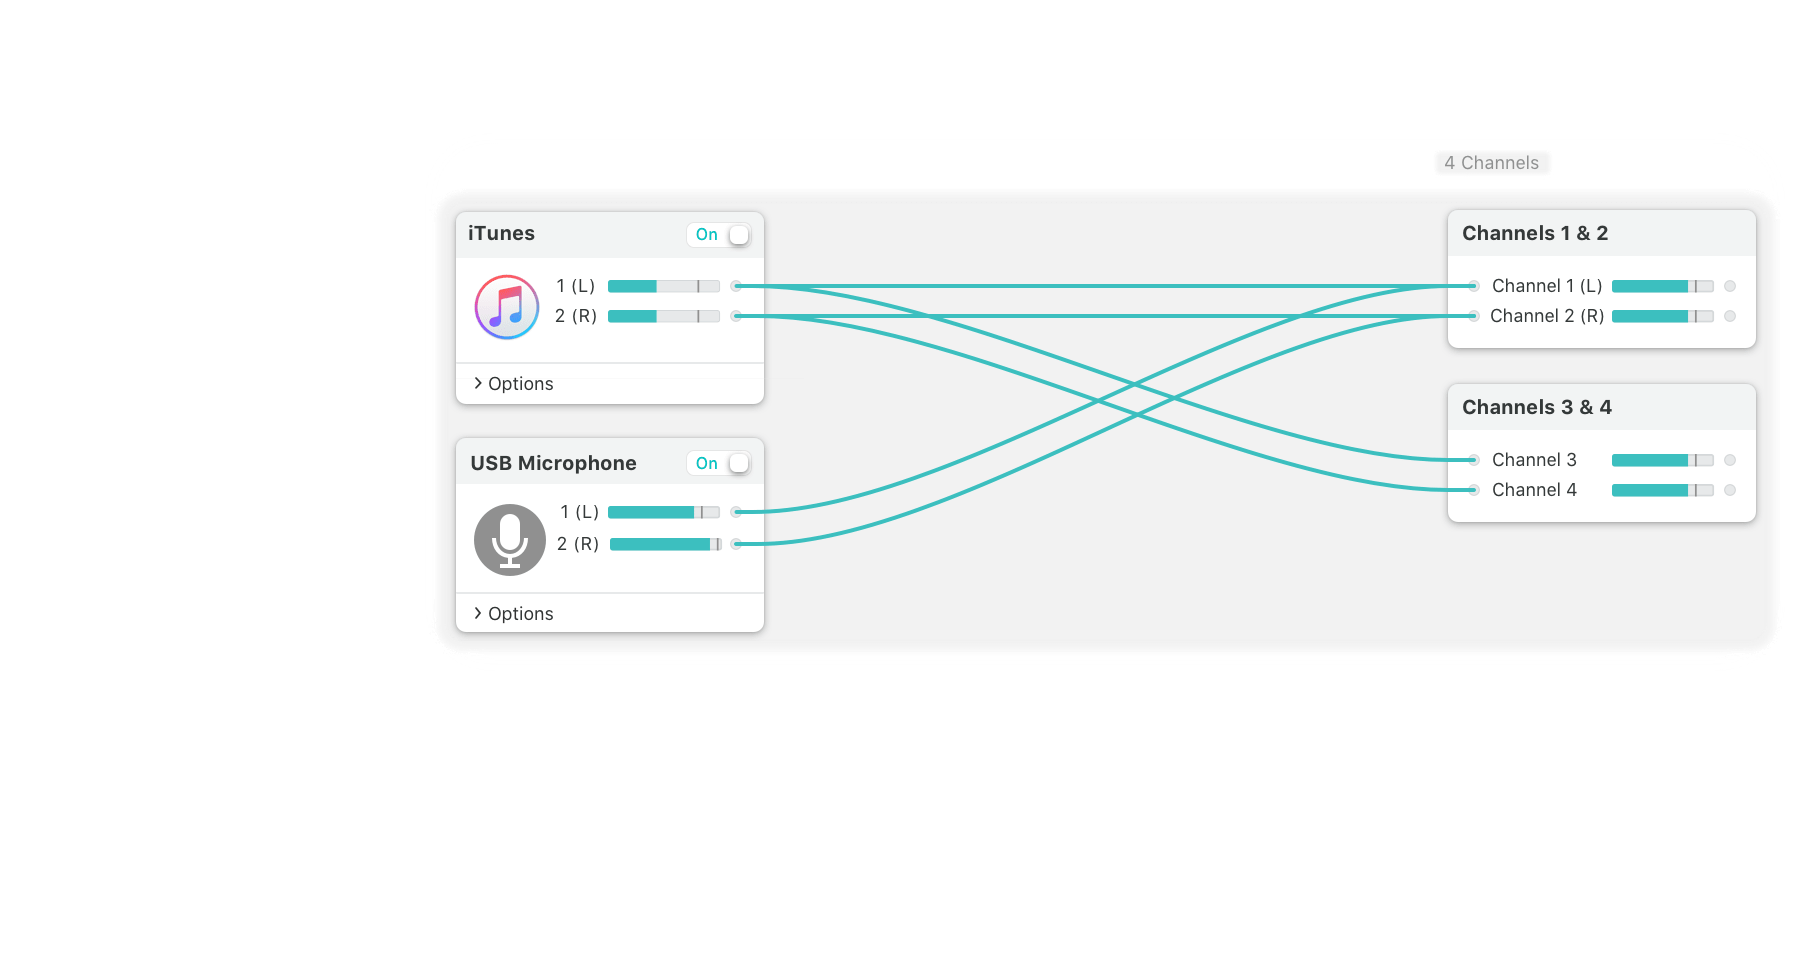 4 Channels
iTunes
On
1 (L)
2 (R)
Options
USB Microphone
On
1 (L)
2 (R)
Options
Channels 1 & 2
Channel 1 (L)
Channel 2 (R)
Channels 3 & 4
Channel 3
Channel 4